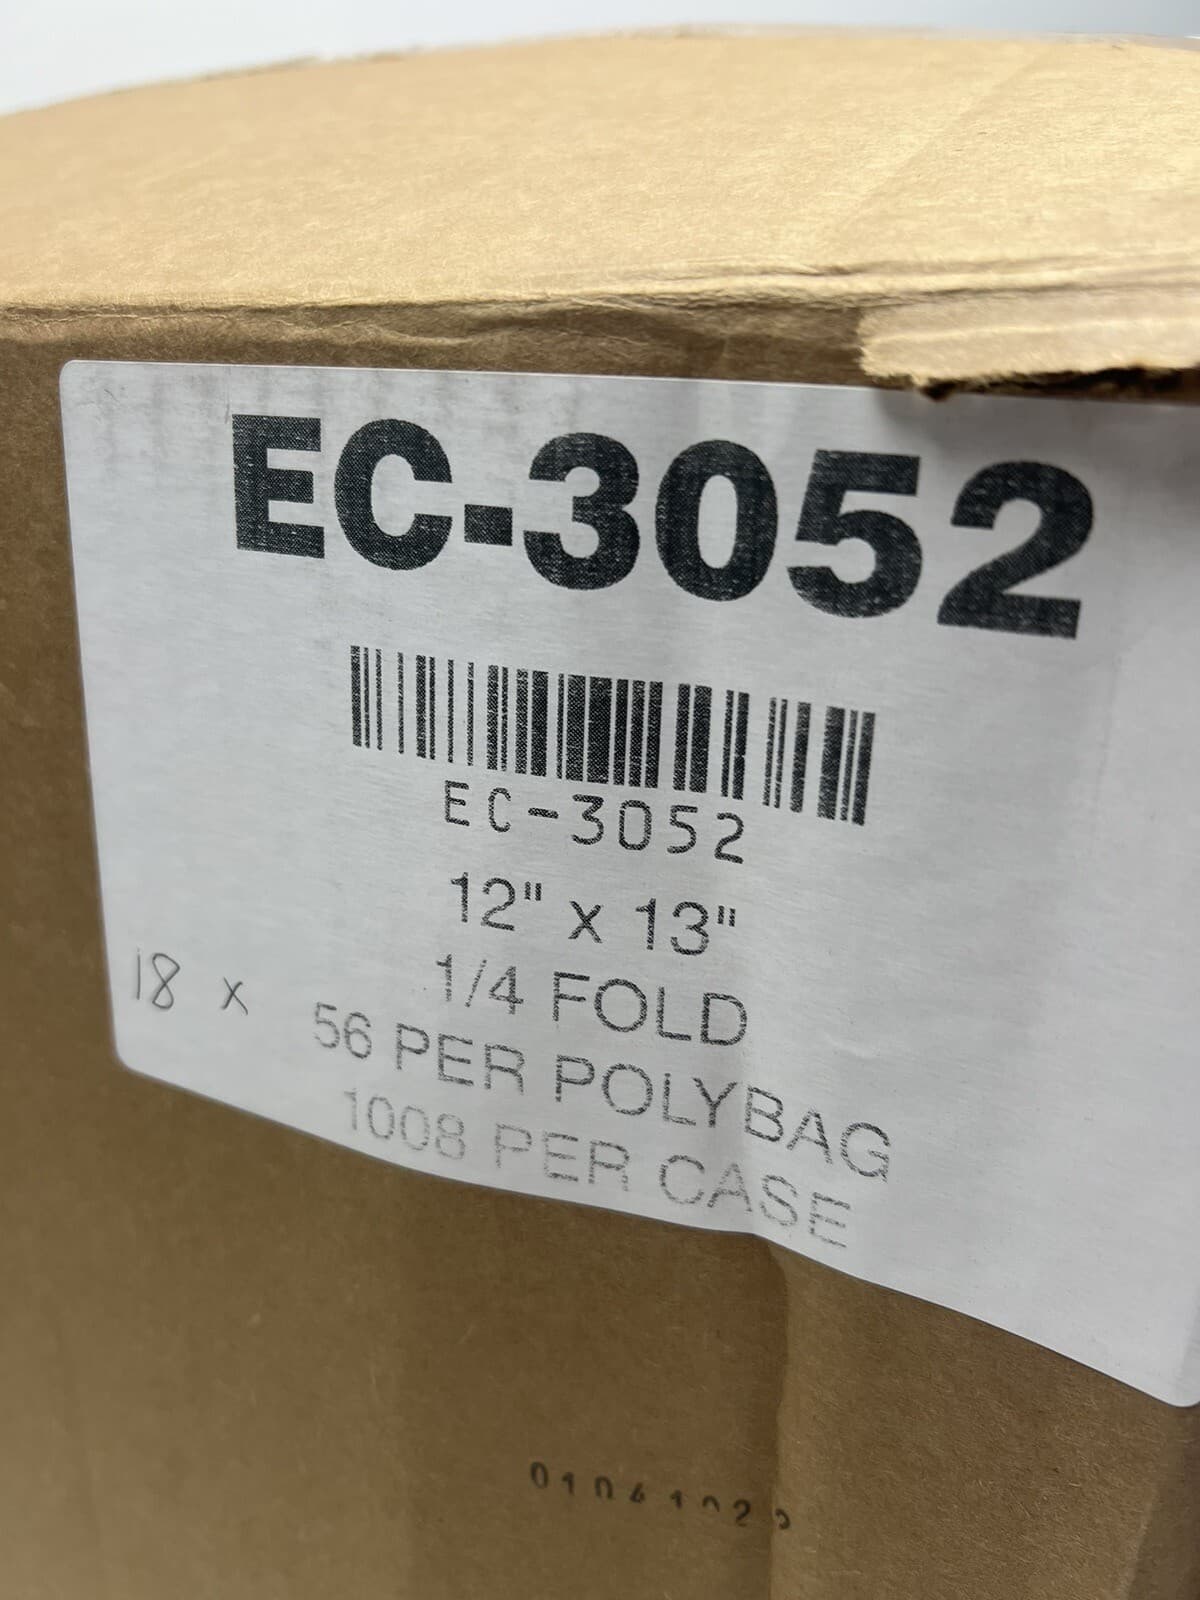 EC-3052
EC-3052
12" x 13"
1/4 FOLD
18 x 56 PER POLYBAG
1008 PER CASE